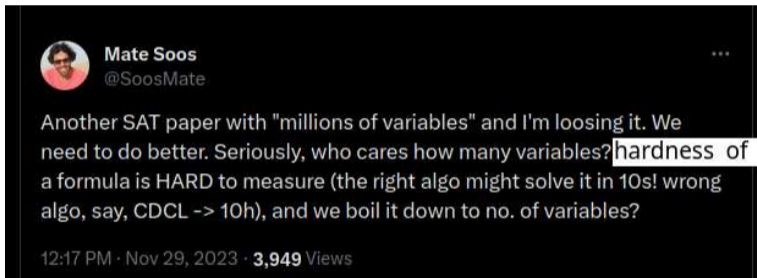 Mate Soos
@SoosMate
Another SAT paper with "millions of variables" and I'm loosing it. We
need to do better. Seriously, who cares how many variables?hardness of
a formula is HARD to measure (the right algo might solve it in 10s! wrong
algo, say, CDCL -> 10h), and we boil it down to no. of variables?
12:17 PM · Nov 29, 2023 · 3,949 Views